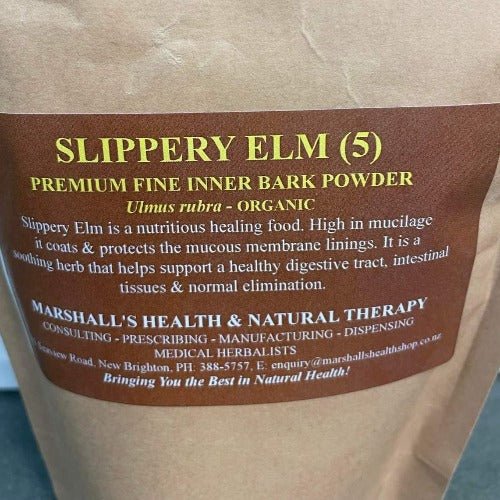 SLIPPERY ELM (5)
PREMIUM FINE INNER BARK POWDER
Ulmus rubra - ORGANIC
Slippery Elm is a nutritious healing food. High in mucilage
it coats & protects the mucous membrane linings. It is a
soothing herb that helps support a healthy digestive tract, intestinal
tissues & normal elimination.
MARSHALL'S HEALTH & NATURAL THERAPY
CONSULTING - PRESCRIBING - MANUFACTURING - DISPENSING
MEDICAL HERBALISTS
Seaview Road, New Brighton, PH: 388-5757, E: enquiry@marshallshealthshop.co.nz
Bringing You the Best in Natural Health!